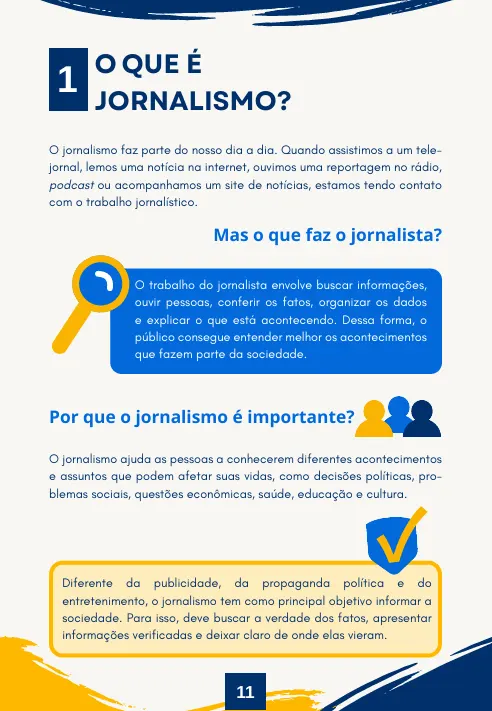 1
O QUE É
JORNALISMO?
O jornalismo faz parte do nosso dia a dia. Quando assistimos a um tele-
jornal, lemos uma notícia na internet, ouvimos uma reportagem no rádio,
podcast ou acompanhamos um site de notícias, estamos tendo contato
com o trabalho jornalístico.
Mas o que faz o jornalista?
O trabalho do jornalista envolve buscar informações,
ouvir pessoas, conferir os fatos, organizar os dados
e explicar o que está acontecendo. Dessa forma, o
público consegue entender melhor os acontecimentos
que fazem parte da sociedade.
Por que o jornalismo é importante?
O jornalismo ajuda as pessoas a conhecerem diferentes acontecimentos
e assuntos que podem afetar suas vidas, como decisões políticas, pro-
blemas sociais, questões econômicas, saúde, educação e cultura.
Diferente da publicidade, da propaganda política e do
entretenimento, o jornalismo tem como principal objetivo informar a
sociedade. Para isso, deve buscar a verdade dos fatos, apresentar
informações verificadas e deixar claro de onde elas vieram.
11